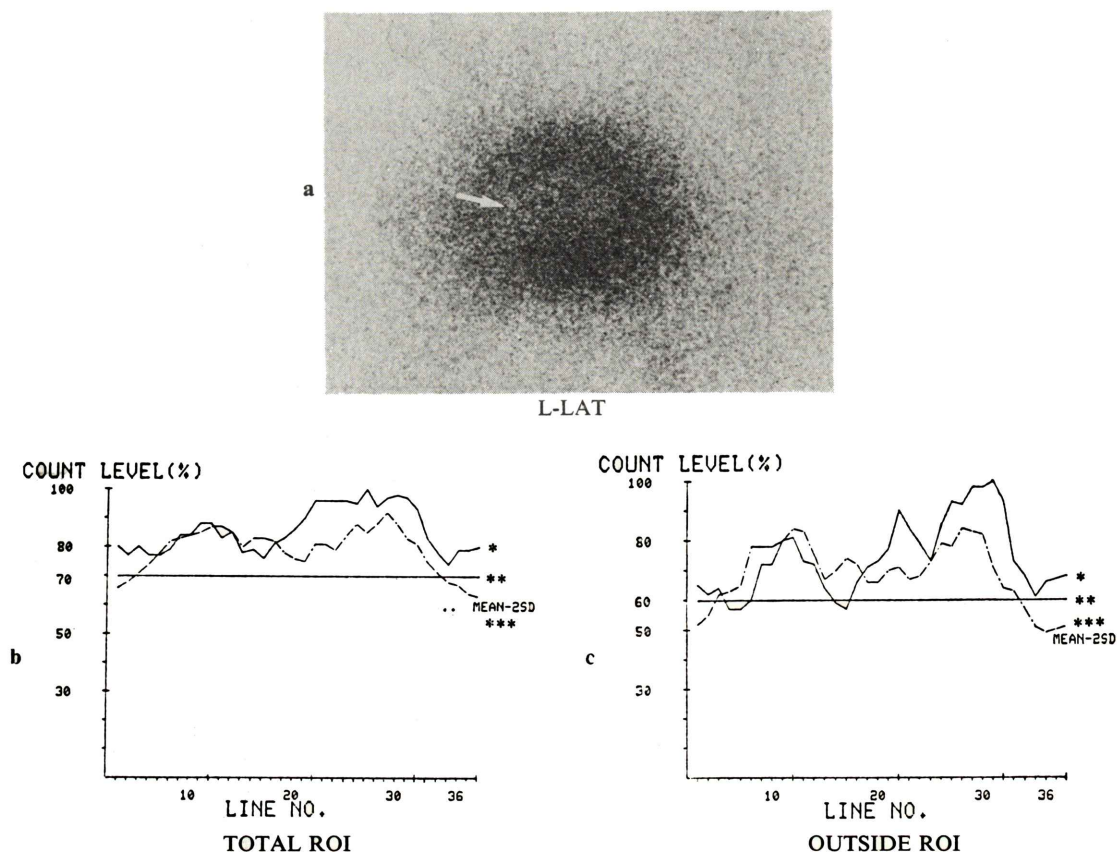 a
L-LAT
COUNT LEVEL(%)
100
80
70
50
30
*
**
MEAN-2SD
***
b
10
20
30
36
LINE NO.
TOTAL ROI
COUNT LEVEL(%)
100
80
60
50
30
*
**
***
MEAN-2SD
c
10
20
30
36
LINE NO.
OUTSIDE ROI